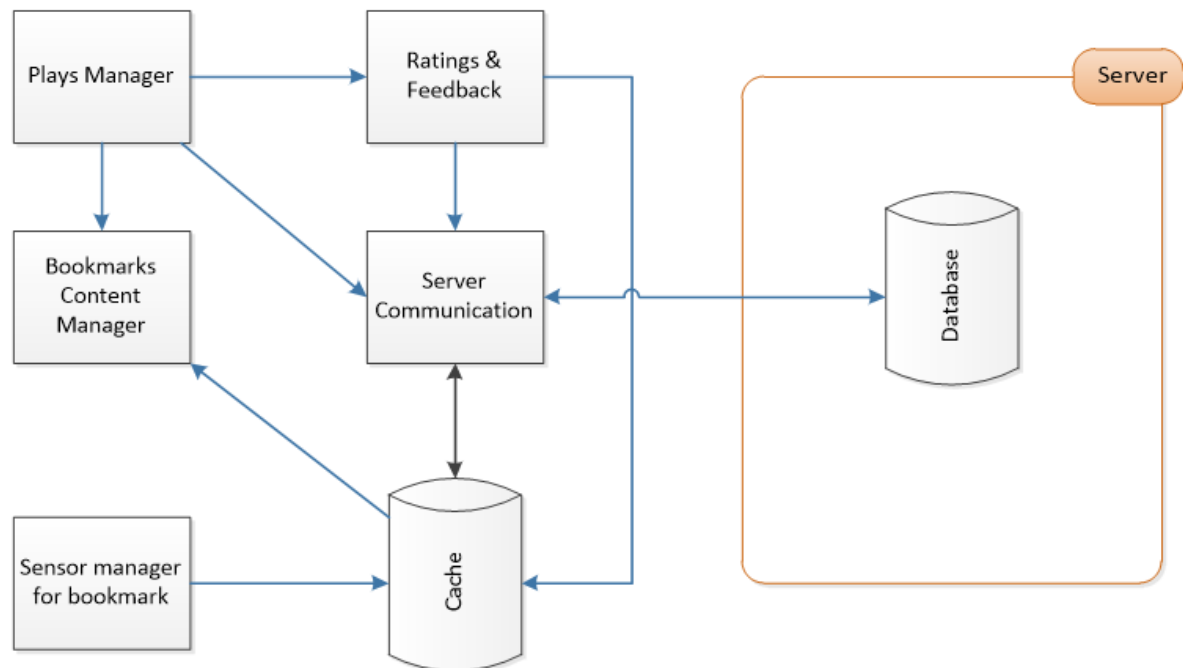 Plays Manager
Ratings &
Feedback
Server
Bookmarks
Content
Manager
Server
Communication
Database
Sensor manager
for bookmark
Cache